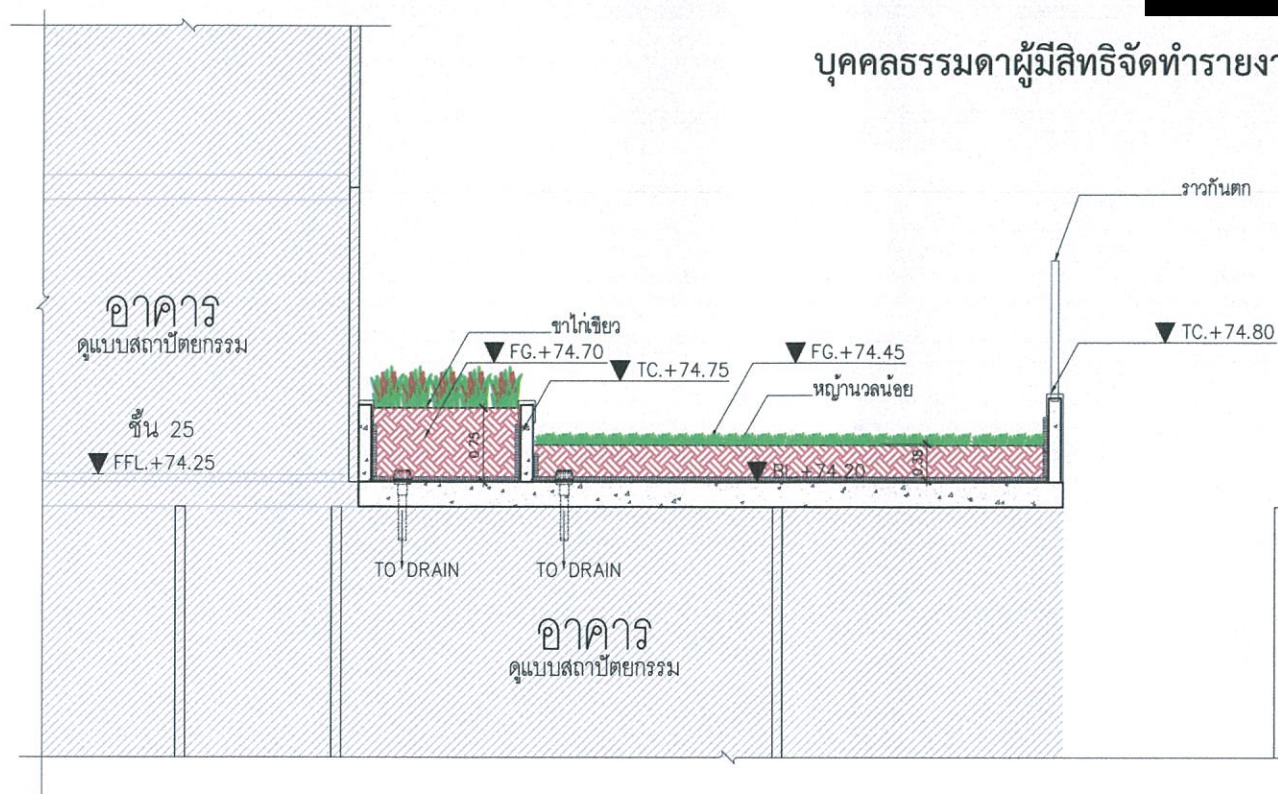 บุคคลธรรมดาผู้มีสิทธิจัดทำรายงา
ราวกันตก
อาคาร
ดูแบบสถาปัตยกรรม
ขาไก่เขียว
FG.+74.70
TC.+74.75
FG.+74.45
หญ้านวลน้อย
TC.+74.80
ชั้น 25
FFL.+74.25
0.75
BL.+74.20
0.38
TO DRAIN
TO DRAIN
อาคาร
ดูแบบสถาปัตยกรรม